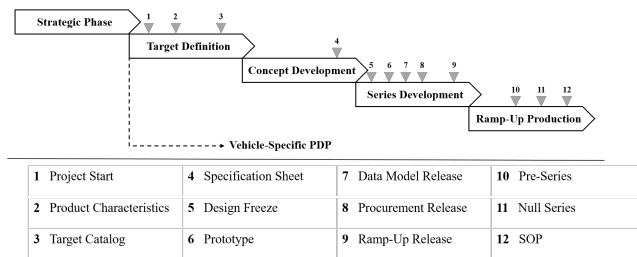 Strategic Phase
1 2 3
Target Definition
4
Concept Development
5 6 7 8 9
Series Development
10 11 12
Ramp-Up Production
Vehicle-Specific PDP
1 Project Start 4 Specification Sheet 7 Data Model Release 10 Pre-Series
2 Product Characteristics 5 Design Freeze 8 Procurement Release 11 Null Series
3 Target Catalog 6 Prototype 9 Ramp-Up Release 12 SOP